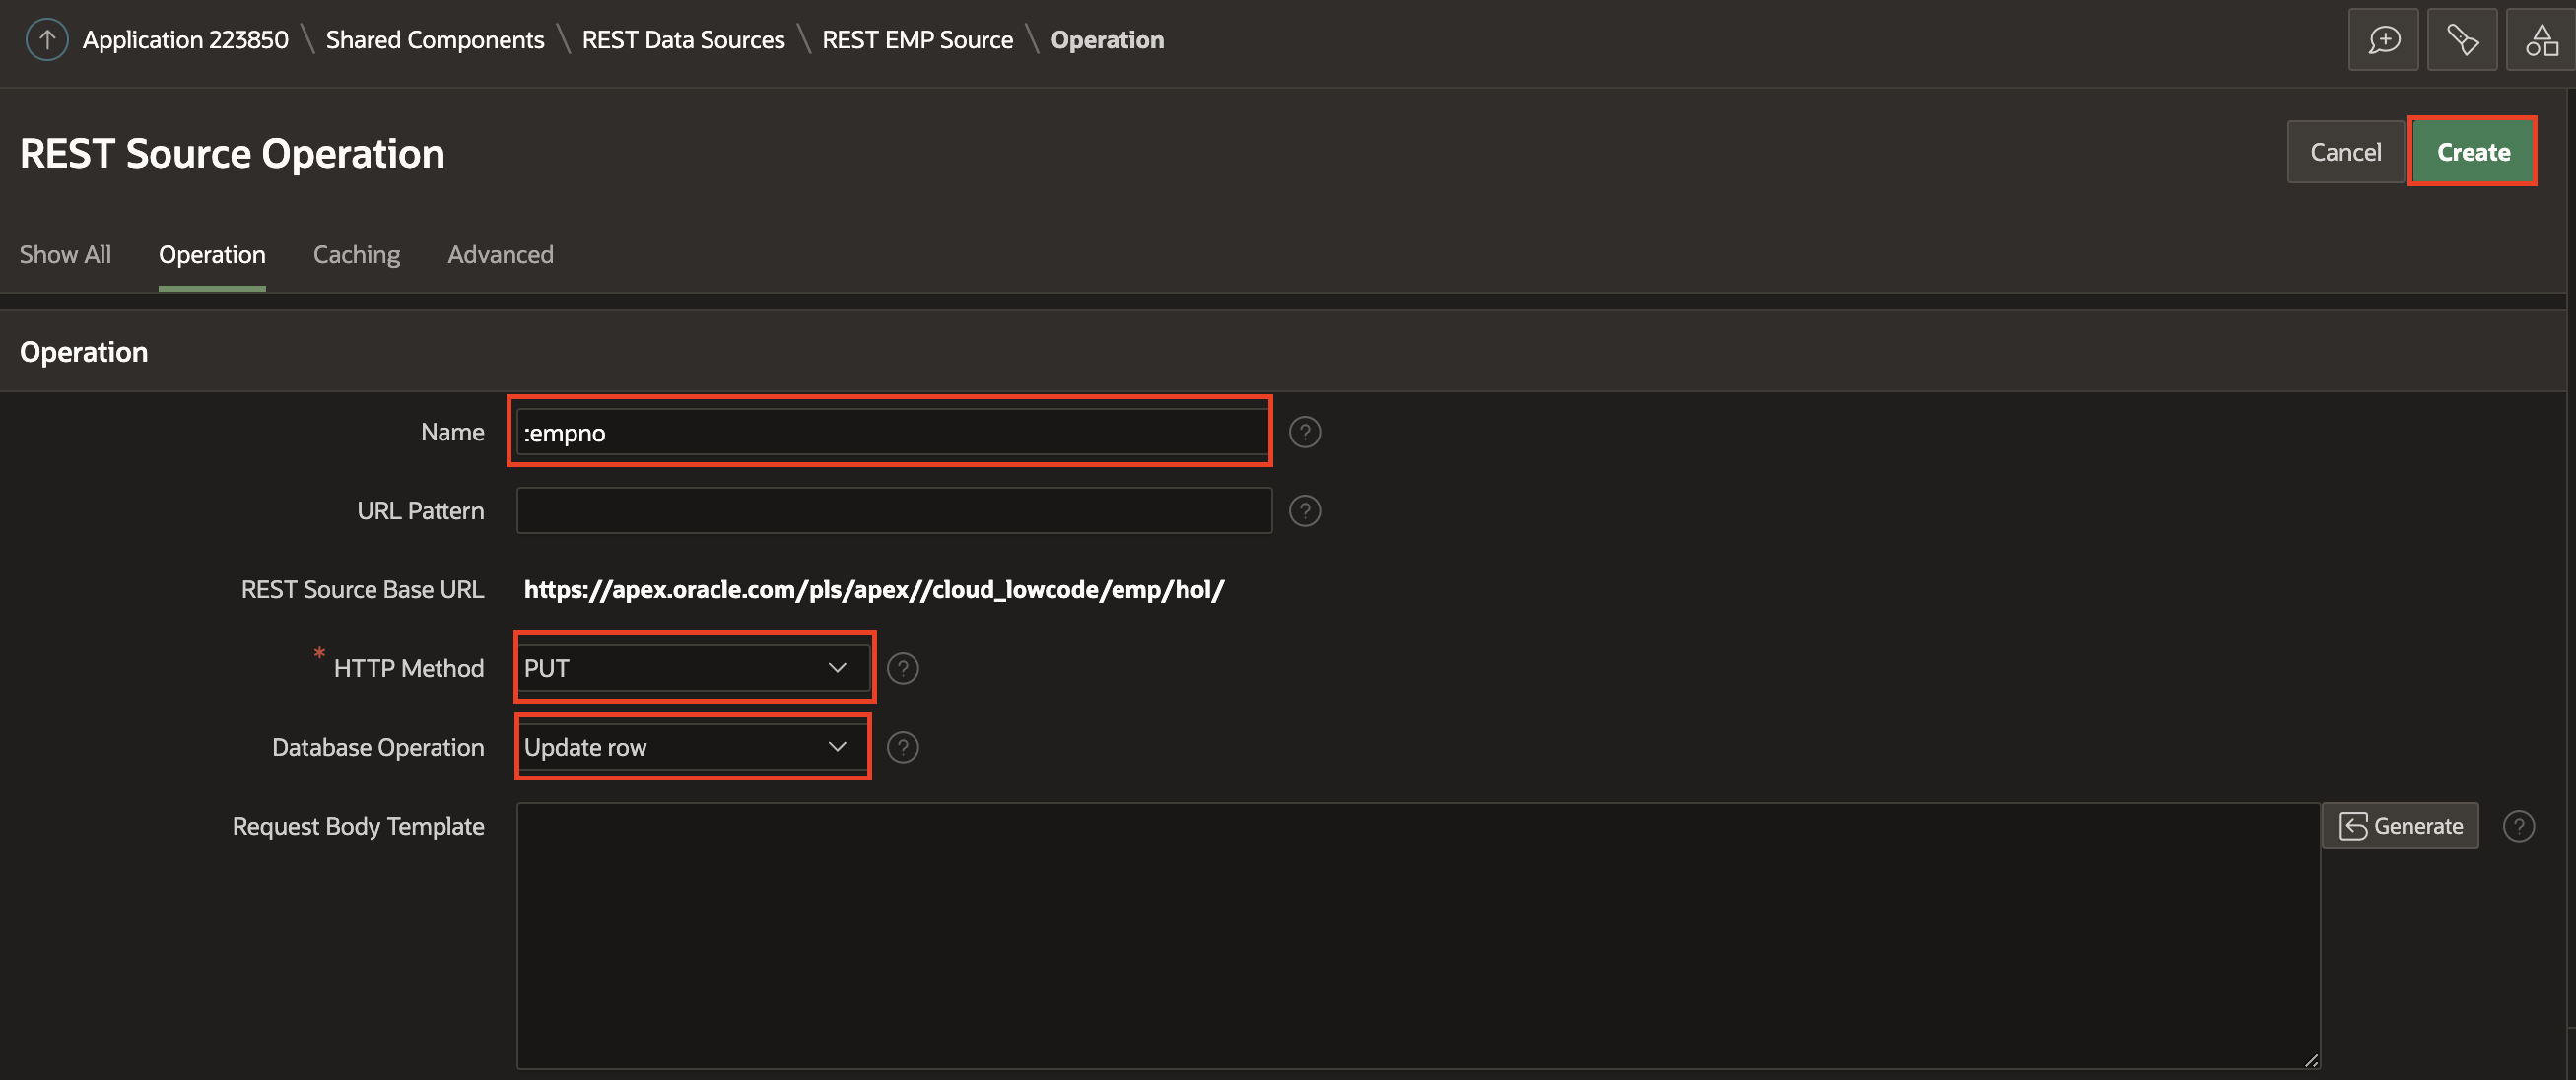 Application 223850 \ Shared Components \ REST Data Sources \ REST EMP Source \ Operation
REST Source Operation
Cancel
Create
Show All
Operation
Caching
Advanced
Operation
Name
:empno
?
URL Pattern
?
REST Source Base URL
https://apex.oracle.com/pls/apex//cloud_lowcode/emp/hol/
* HTTP Method
PUT
?
Database Operation
Update row
?
Request Body Template
Generate
?